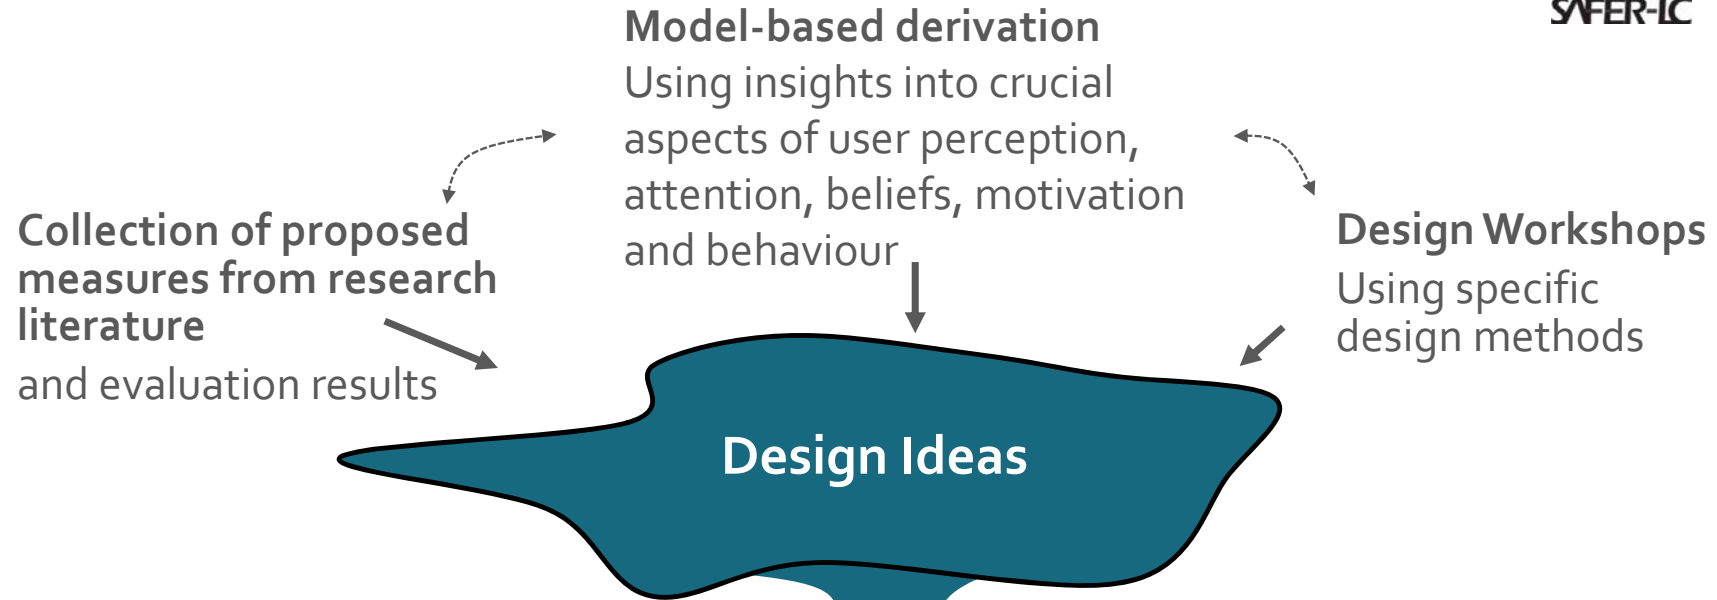 SAFER-LC
Model-based derivation
Using insights into crucial
aspects of user perception,
attention, beliefs, motivation
and behaviour
Collection of proposed
measures from research
literature
and evaluation results
Design Workshops
Using specific
design methods
Design Ideas